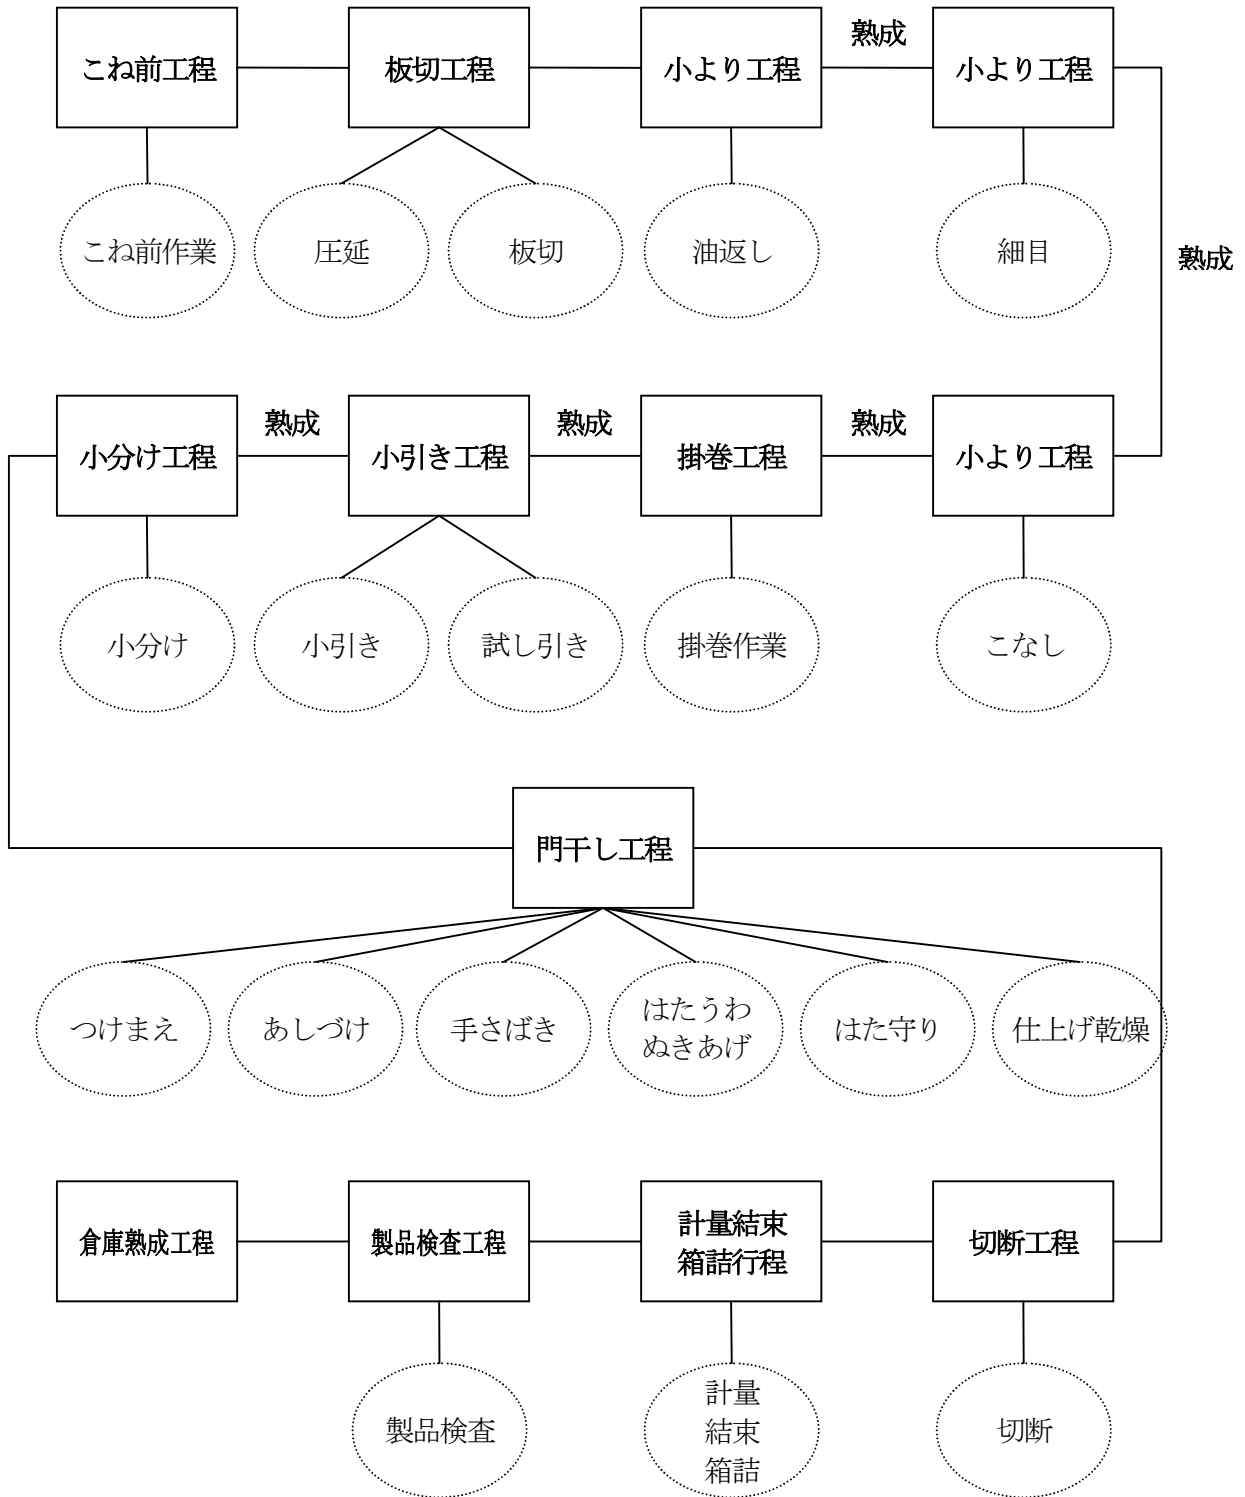 こね前工程
板切工程
小より工程
熟成
小より工程
こね前作業
圧延
板切
油返し
細目
熟成
小分け工程
熟成
小引き工程
熟成
掛巻工程
熟成
小より工程
小分け
小引き
試し引き
掛巻作業
こなし
門干し工程
つけまえ
あしづけ
手さばき
はたうわ
ぬきあげ
はた守り
仕上げ乾燥
倉庫熟成工程
製品検査工程
計量結束
箱詰行程
切断工程
製品検査
計量
結束
箱詰
切断